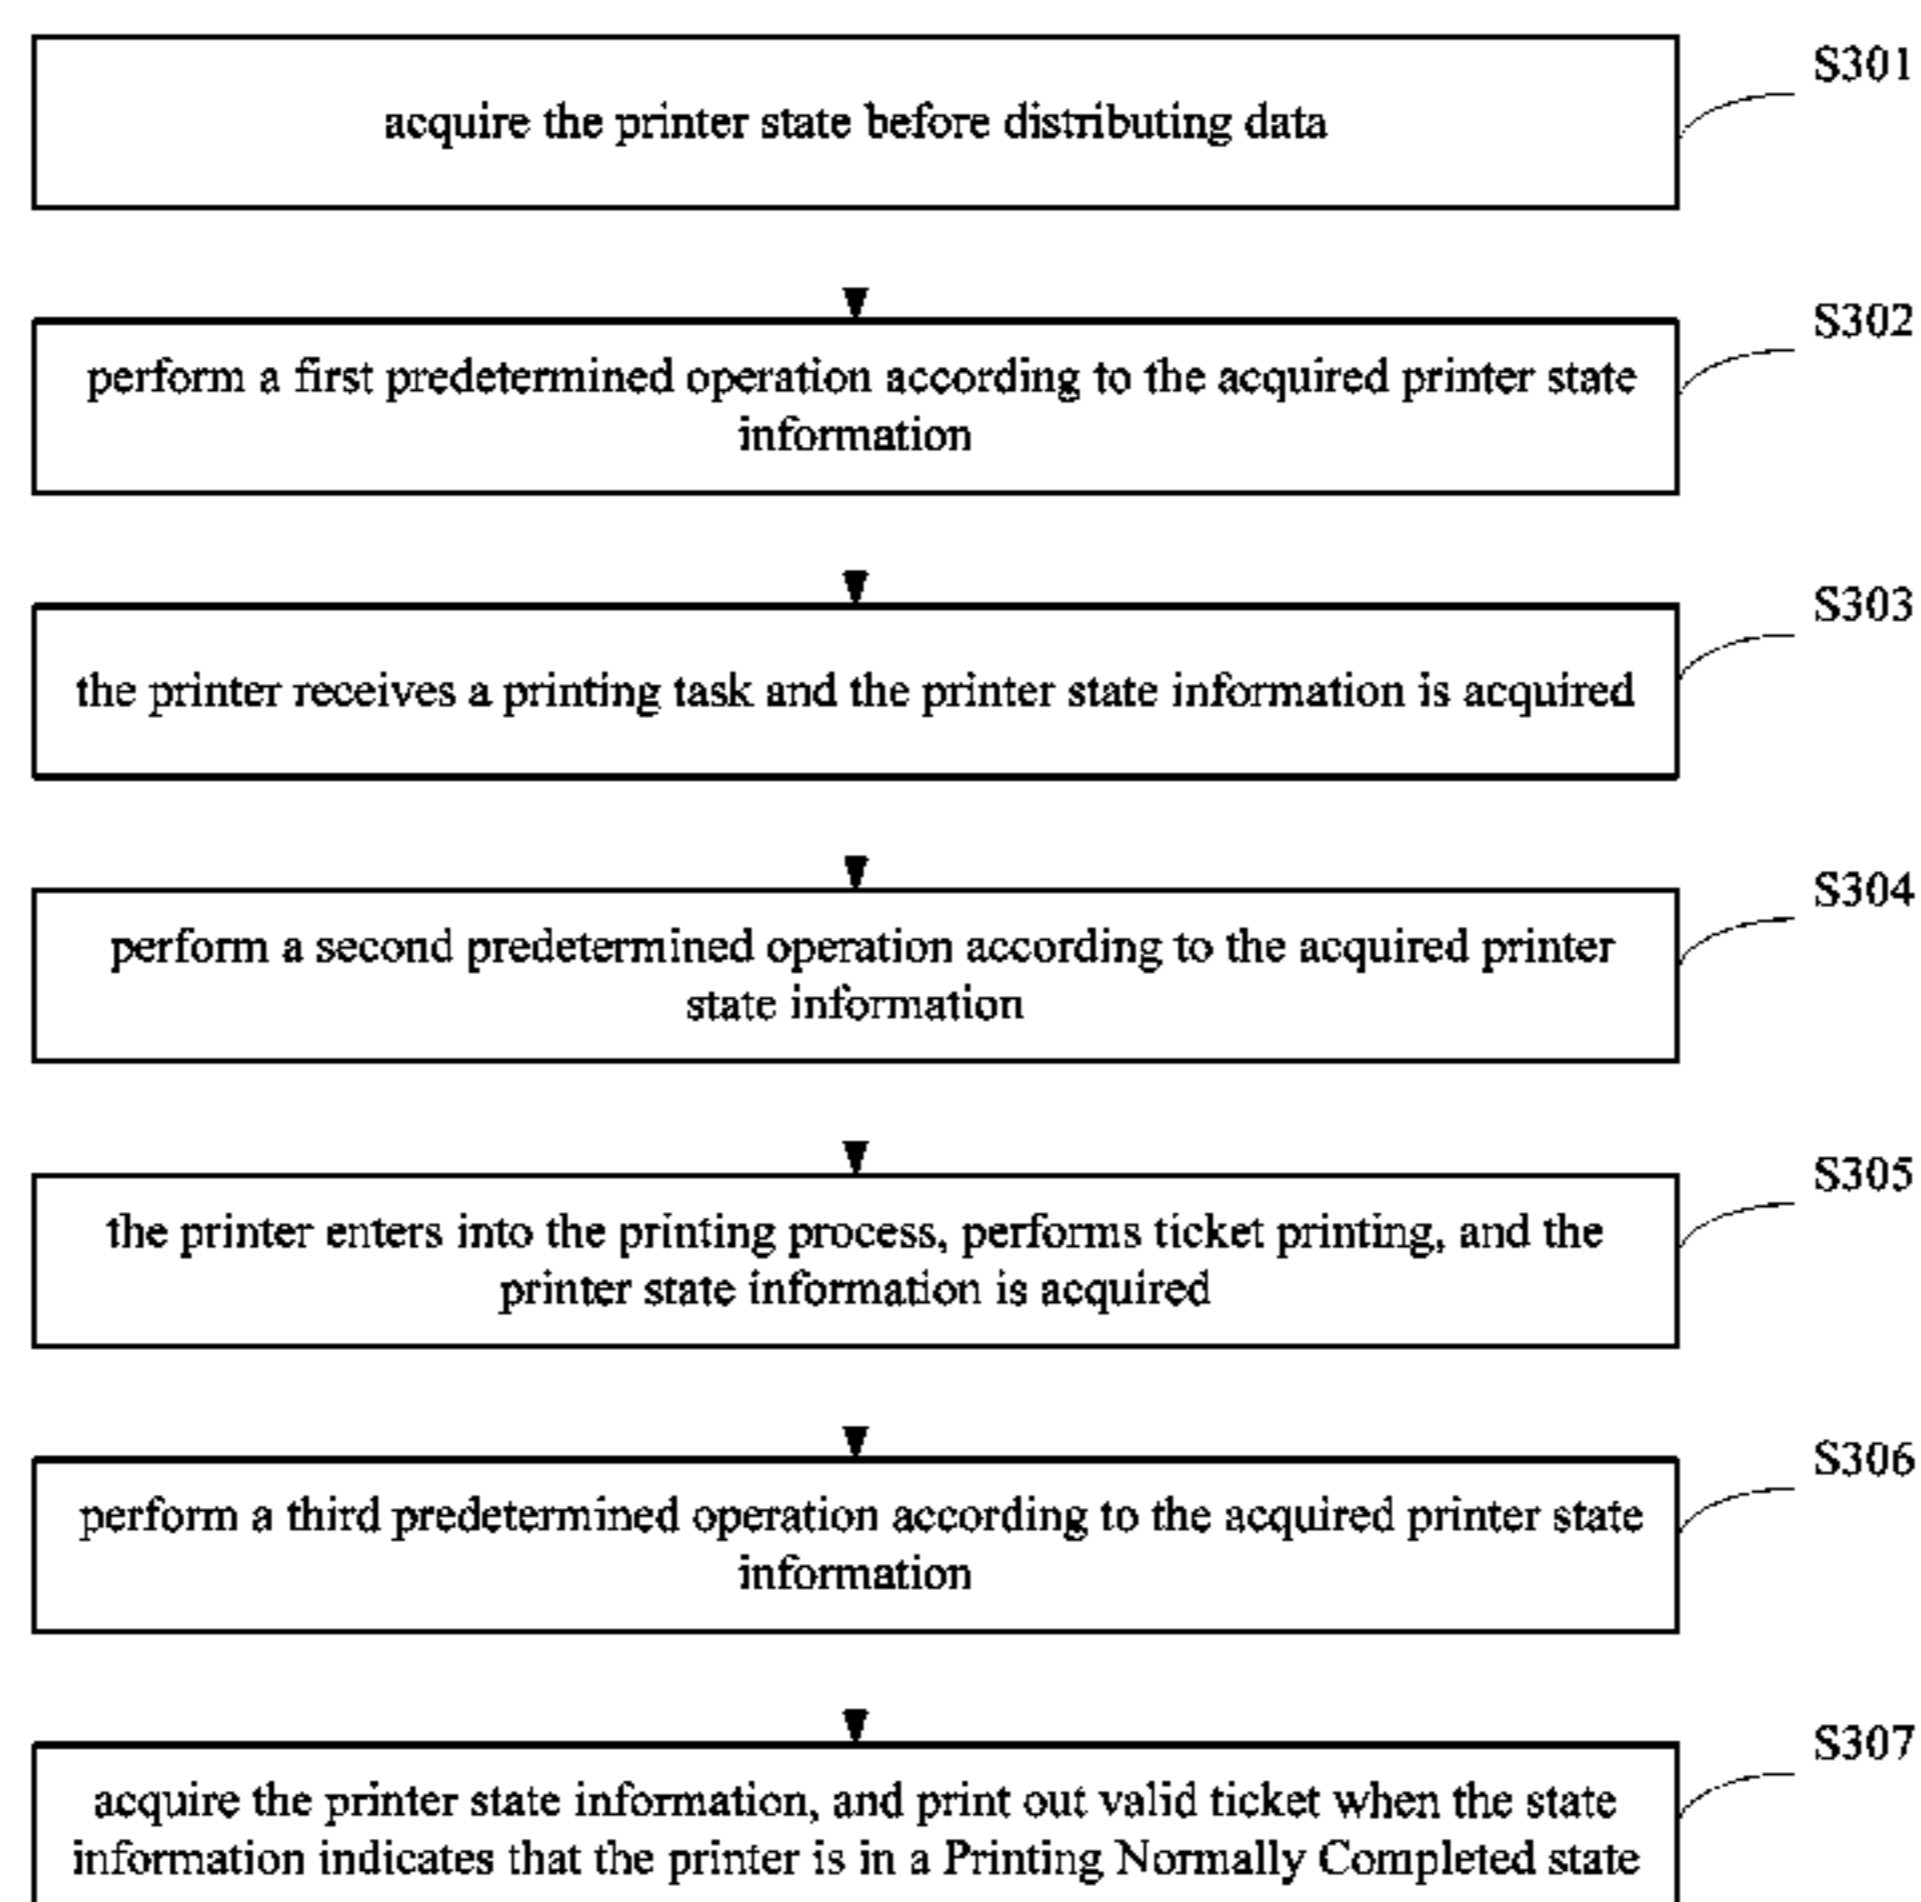 S301
acquire the printer state before distributing data
S302
perform a first predetermined operation according to the acquired printer state
information
S303
the printer receives a printing task and the printer state information is acquired
S304
perform a second predetermined operation according to the acquired printer
state information
S305
the printer enters into the printing process, performs ticket printing, and the
printer state information is acquired
S306
perform a third predetermined operation according to the acquired printer state
information
S307
acquire the printer state information, and print out valid ticket when the state
information indicates that the printer is in a Printing Normally Completed state